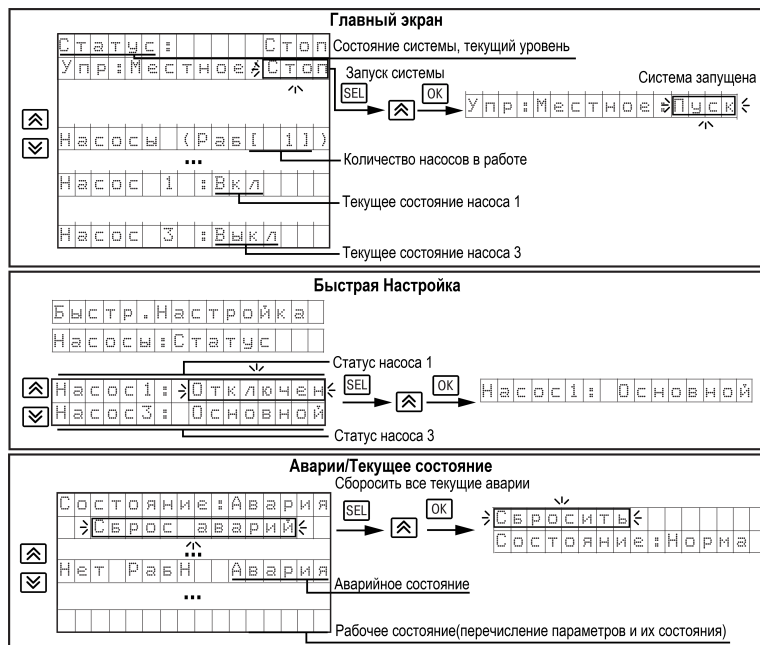 Главный экран
Статус: Стоп
Состояние системы, текущий уровень
Упр:Местное:Стоп
Запуск системы
Система запущена
SEL
OK
Упр:Местное:Пуск
Насосы (Раб[ 1])
...
Количество насосов в работе
Насос 1 :Вкл
Текущее состояние насоса 1
Насос 3 :Выкл
Текущее состояние насоса 3
Быстрая Настройка
Быстр.Настройка
Насосы:Статус
Статус насоса 1
Насос1: Отключен
SEL
OK
Насос1: Основной
Насос3: Основной
Статус насоса 3
Аварии/Текущее состояние
Сбросить все текущие аварии
Состояние:Авария
SEL
OK
Сбросить
Сброс аварий
Состояние:Норма
...
Нет РабН Авария
Аварийное состояние
...
Рабочее состояние(перечисление параметров и их состояния)